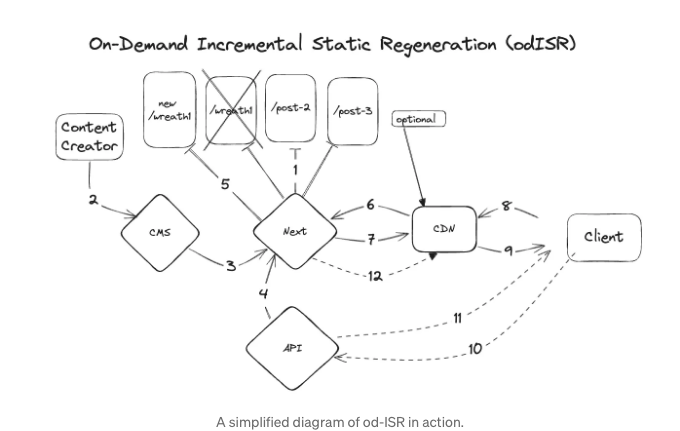 On-Demand Incremental Static Regeneration (odISR)
new
/wreath1
/wreath1
/post-2
/post-3
optional
Content
Creator
1
5
2
6
8
CMS
Next
CDN
Client
7
9
3
12
4
11
API
10
A simplified diagram of od-ISR in action.